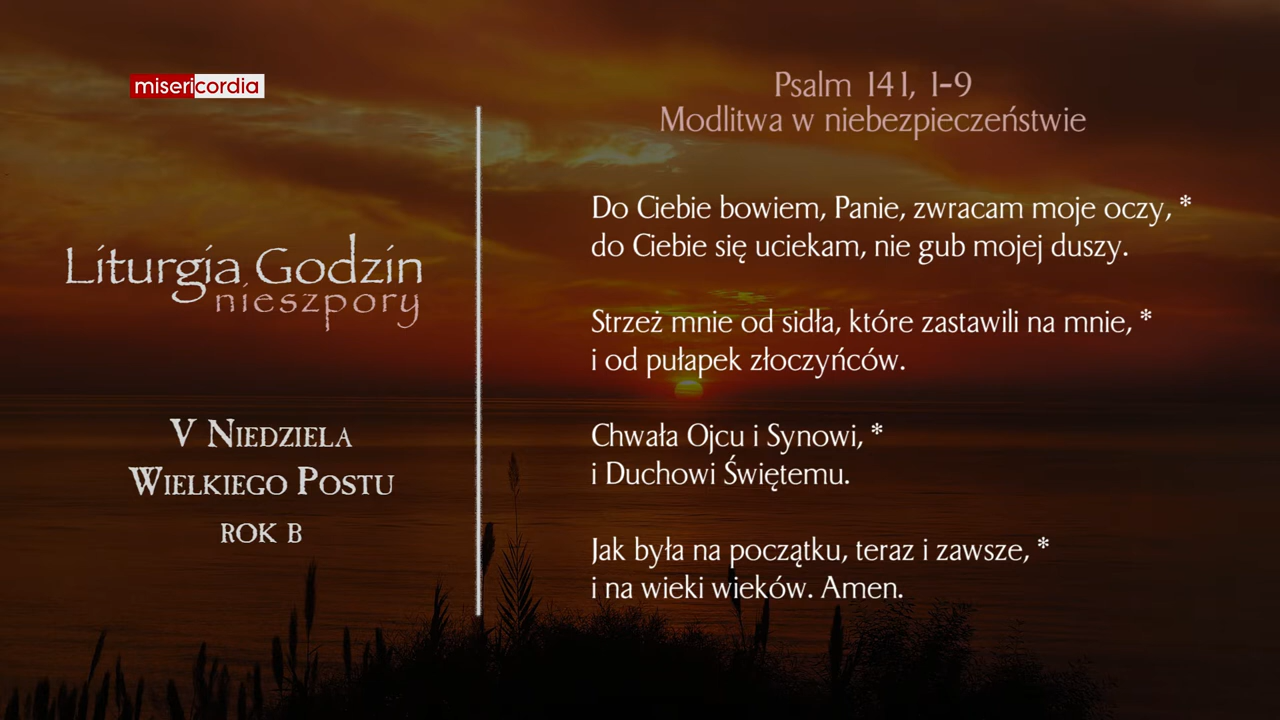 misericordia
Liturgia Godzin
nieszpory
V Niedziela
Wielkiego Postu
rok B
Psalm 141, 1-9
Modlitwa w niebezpieczeństwie
Do Ciebie bowiem, Panie, zwracam moje oczy, *
do Ciebie się uciekam, nie gub mojej duszy.
Strzeż mnie od sidła, które zastawili na mnie, *
i od pułapek złoczyńców.
Chwała Ojcu i Synowi, *
i Duchowi Świętemu.
Jak była na początku, teraz i zawsze, *
i na wieki wieków. Amen.